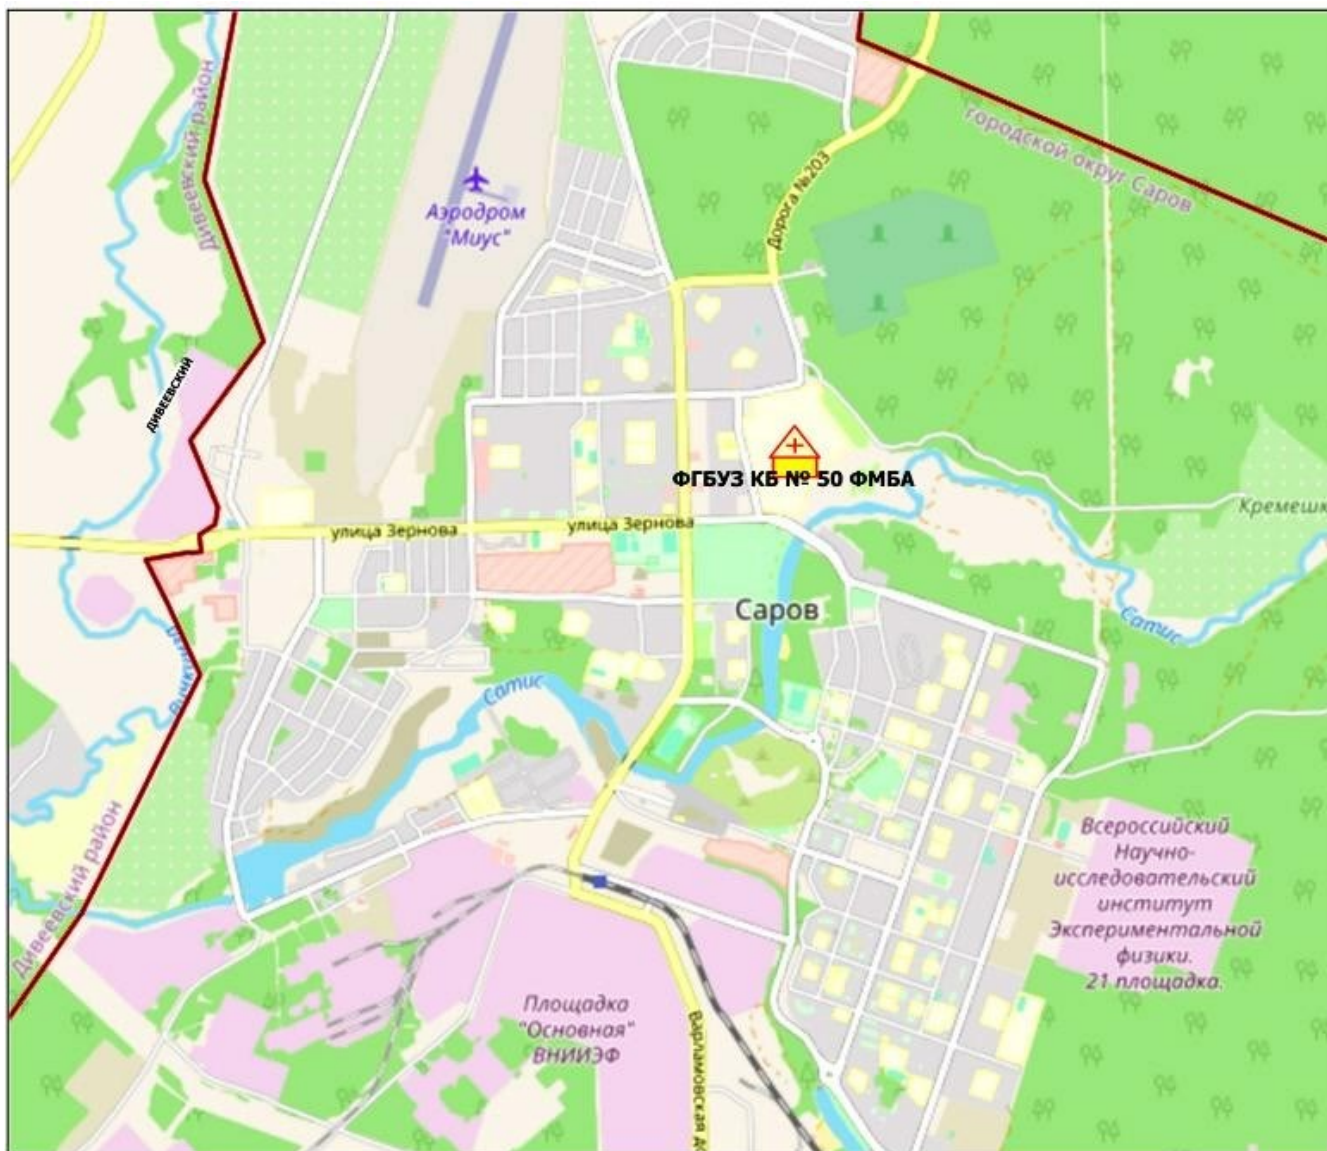 Дивеевский район
городской округ Саров
Дорога №203
Аэродром
"Миус"
ДИВЕЕВСКИЙ
ФГБУЗ КБ № 50 ФМБА
Кремешк
улица Зернова
улица Зернова
Саров
Сатис
Сатис
Дивеевский район
Всероссийский
Научно-
исследовательский
институт
Экспериментальной
физики.
21 площадка.
Площадка
"Основная"
ВНИИЭФ
Варламовская д